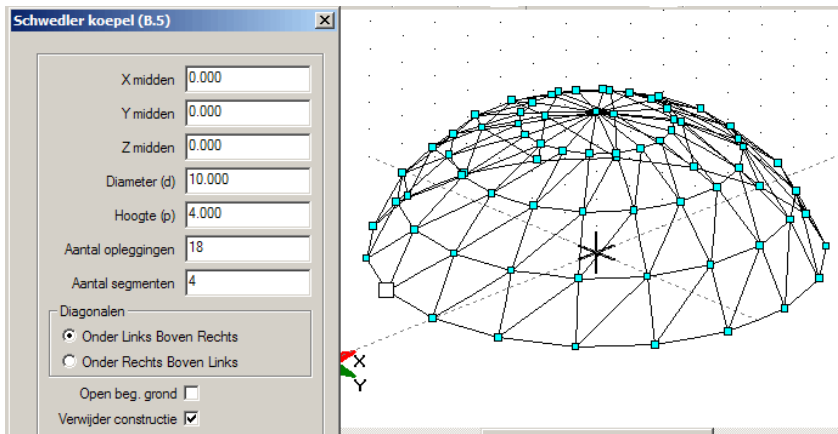 Schwedler koepel (B.5)
X midden 0.000
Y midden 0.000
Z midden 0.000
Diameter (d) 10.000
Hoogte (p) 4.000
Aantal opleggingen 18
Aantal segmenten 4
Diagonalen
Onder Links Boven Rechts
Onder Rechts Boven Links
Open beg. grond
Verwijder constructie
X
Y